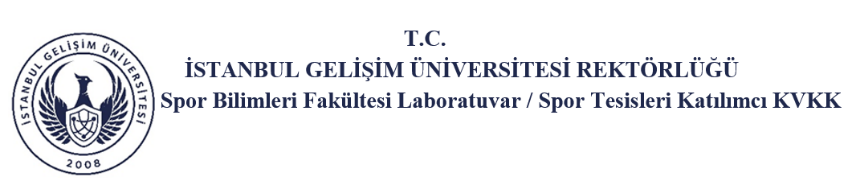 T.C.
İSTANBUL GELİŞİM ÜNİVERSİTESİ REKTÖRLÜĞÜ
Spor Bilimleri Fakültesi Laboratuvar / Spor Tesisleri Katılımcı KVKK
İSTANBUL GELİŞİM ÜNİVERSİTESİ
2008